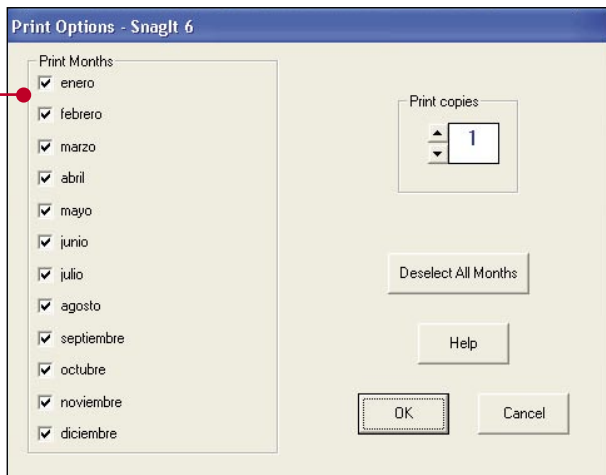 Print Options - SnagIt 6
Print Months
enero
febrero
marzo
abril
mayo
junio
julio
agosto
septiembre
octubre
noviembre
diciembre
Print copies
1
Deselect All Months
Help
OK
Cancel